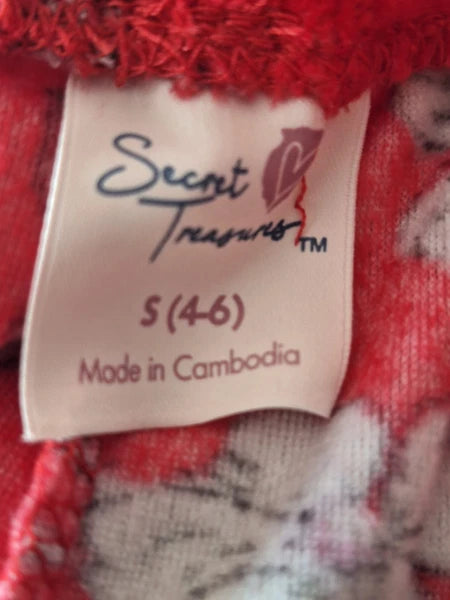 Secret
Treasures™
S (4-6)
Made in Cambodia